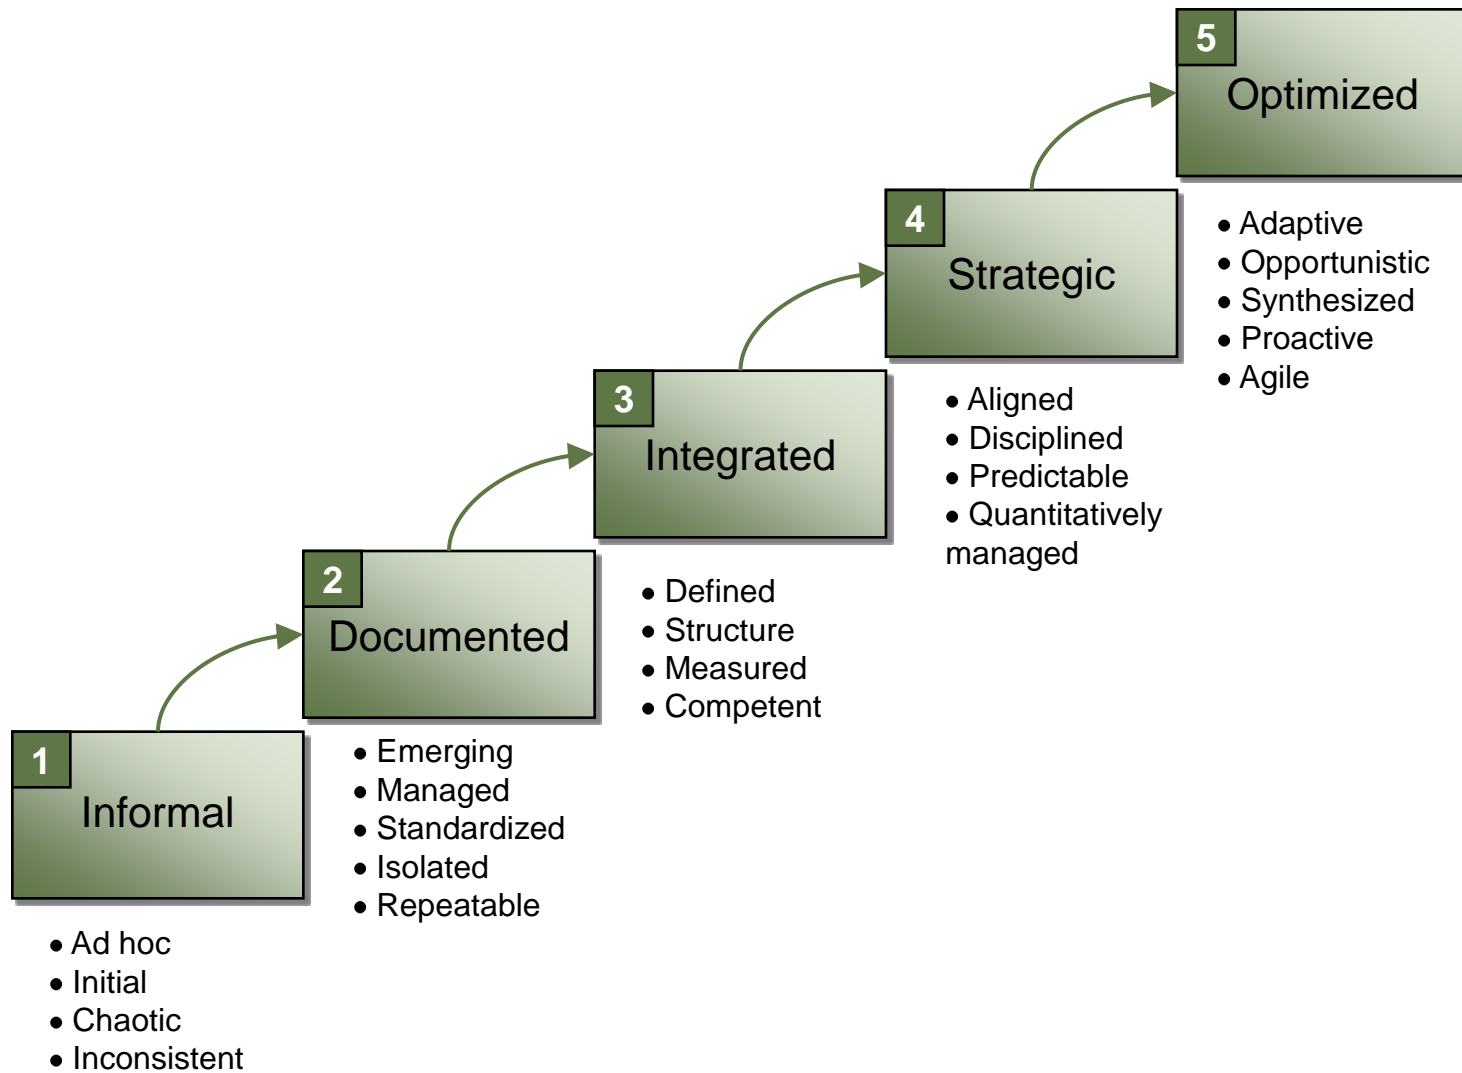 1
Informal
• Ad hoc
• Initial
• Chaotic
• Inconsistent
2
Documented
• Emerging
• Managed
• Standardized
• Isolated
• Repeatable
3
Integrated
• Defined
• Structure
• Measured
• Competent
4
Strategic
• Aligned
• Disciplined
• Predictable
• Quantitatively
managed
5
Optimized
• Adaptive
• Opportunistic
• Synthesized
• Proactive
• Agile